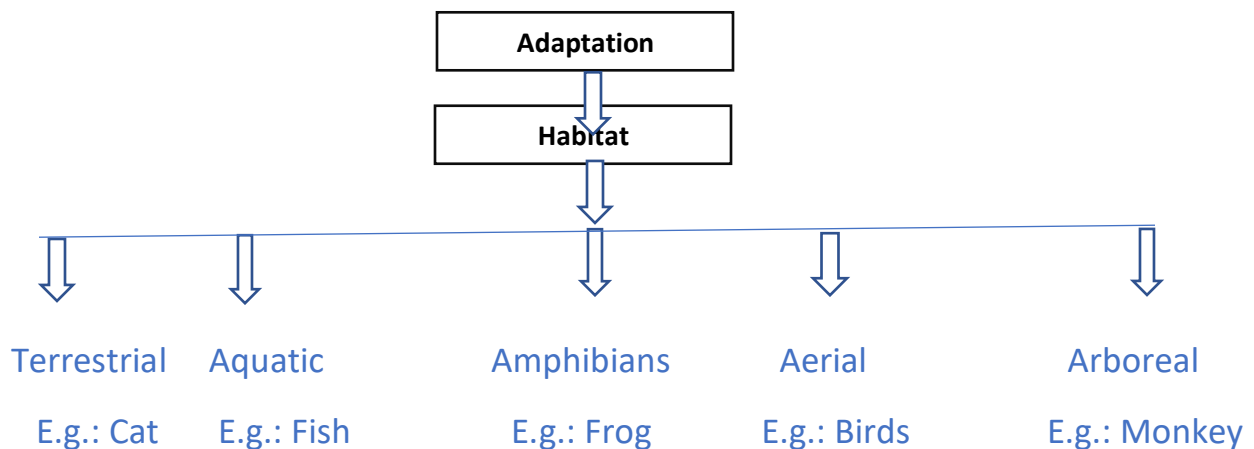 Adaptation
Habitat
Terrestrial Aquatic Amphibians Aerial Arboreal
E.g.: Cat E.g.: Fish E.g.: Frog E.g.: Birds E.g.: Monkey